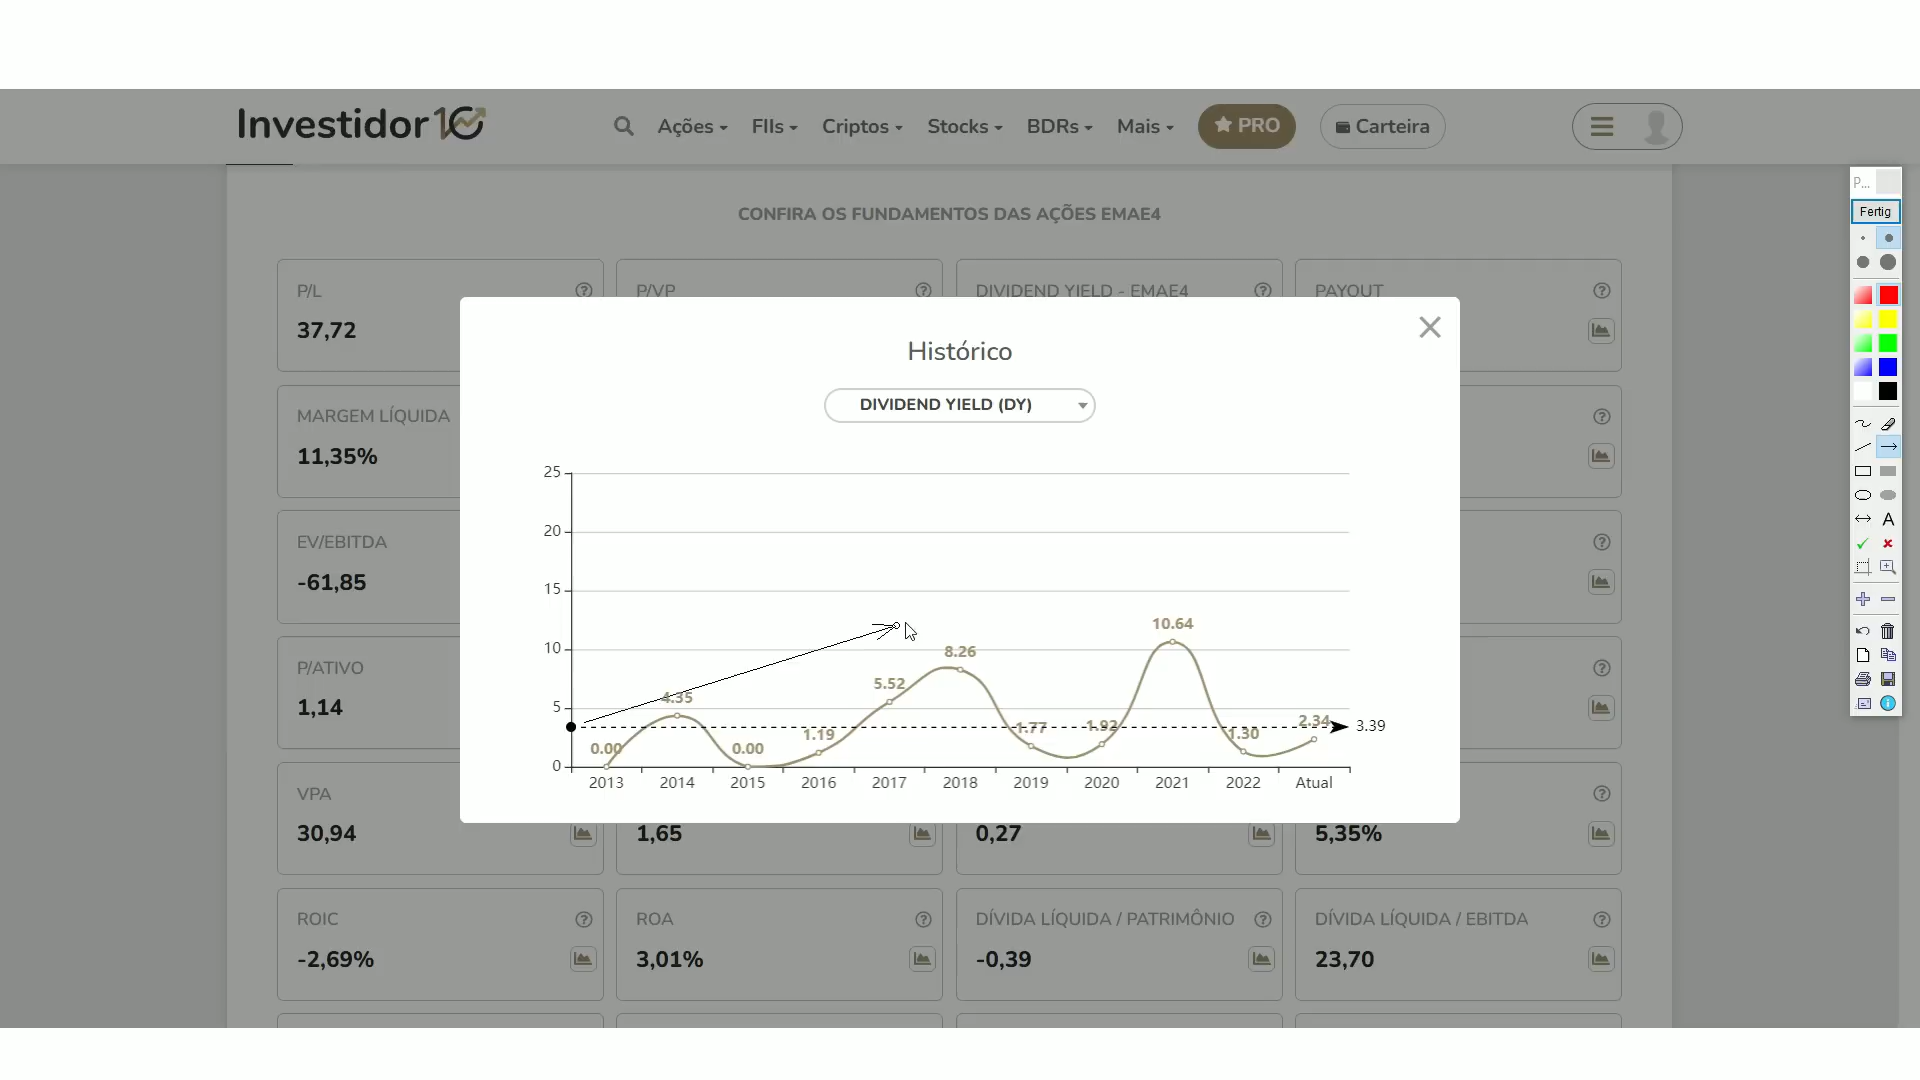 Investidor 10
Ações
FIIs
Criptos
Stocks
BDRs
Mais
PRO
Carteira
P...
Fertig
CONFIRA OS FUNDAMENTOS DAS AÇÕES EMAE4
P/L
37,72
P/VP
DIVIDEND YIELD - EMAE4
PAYOUT
MARGEM LÍQUIDA
11,35%
EV/EBITDA
-61,85
P/ATIVO
1,14
VPA
30,94
1,65
0,27
5,35%
ROIC
-2,69%
ROA
3,01%
DÍVIDA LÍQUIDA / PATRIMÔNIO
-0,39
DÍVIDA LÍQUIDA / EBITDA
23,70
Histórico
DIVIDEND YIELD (DY)
25
20
15
10
5
0
0.00
4.35
0.00
1.19
5.52
8.26
1.77
1.92
10.64
1.30
2.34
3.39
2013
2014
2015
2016
2017
2018
2019
2020
2021
2022
Atual
A